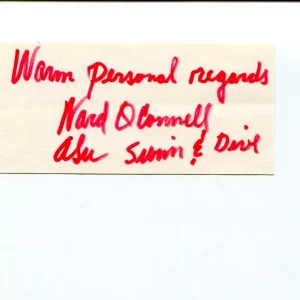 Warm personal regards
Ward O'Connell
ASU Swim & Dive